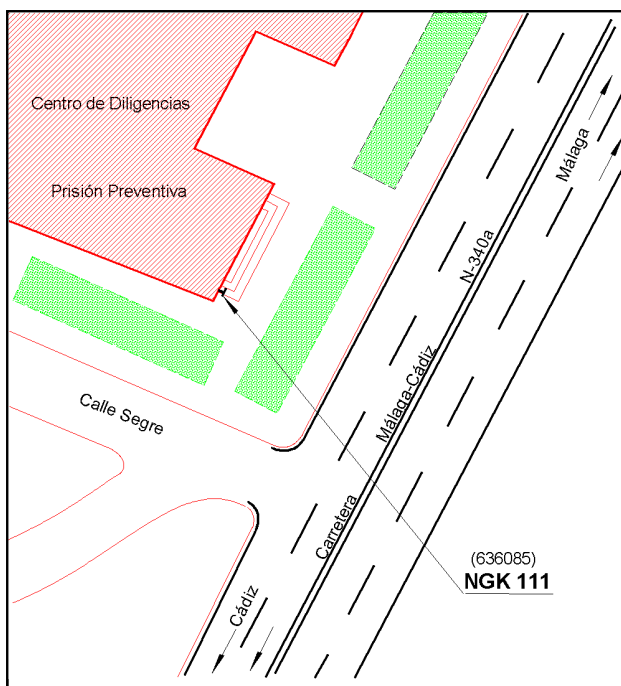 Centro de Diligencias
Prisión Preventiva
Málaga
N-340a
Málaga-Cádiz
Carretera
Calle Segre
Cádiz
(636085)
NGK 111